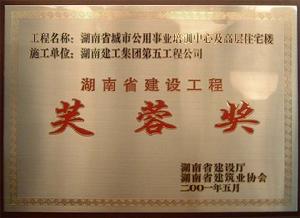 工程名称：湖南省城市公用事业培训中心及高层住宅楼
施工单位：湖南建工集团第五工程公司
湖南省建设工程
芙蓉奖
湖南省建设厅
湖南省建筑业协会
二〇〇一年五月